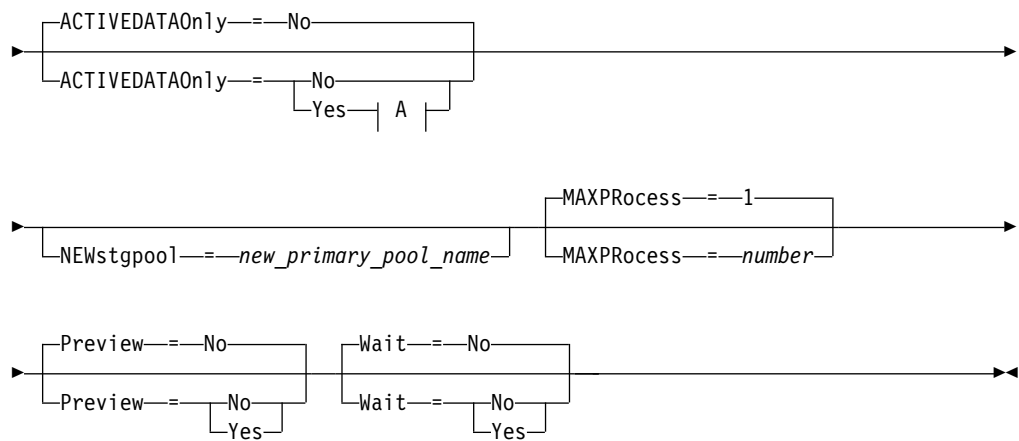 ACTIVEDATAOnly = No
ACTIVEDATAOnly = No
Yes A
MAXPRocess = 1
NEWstgpool = new_primary_pool_name MAXPRocess = number
Preview = No Wait = No
Preview = No Wait = No
Yes Yes